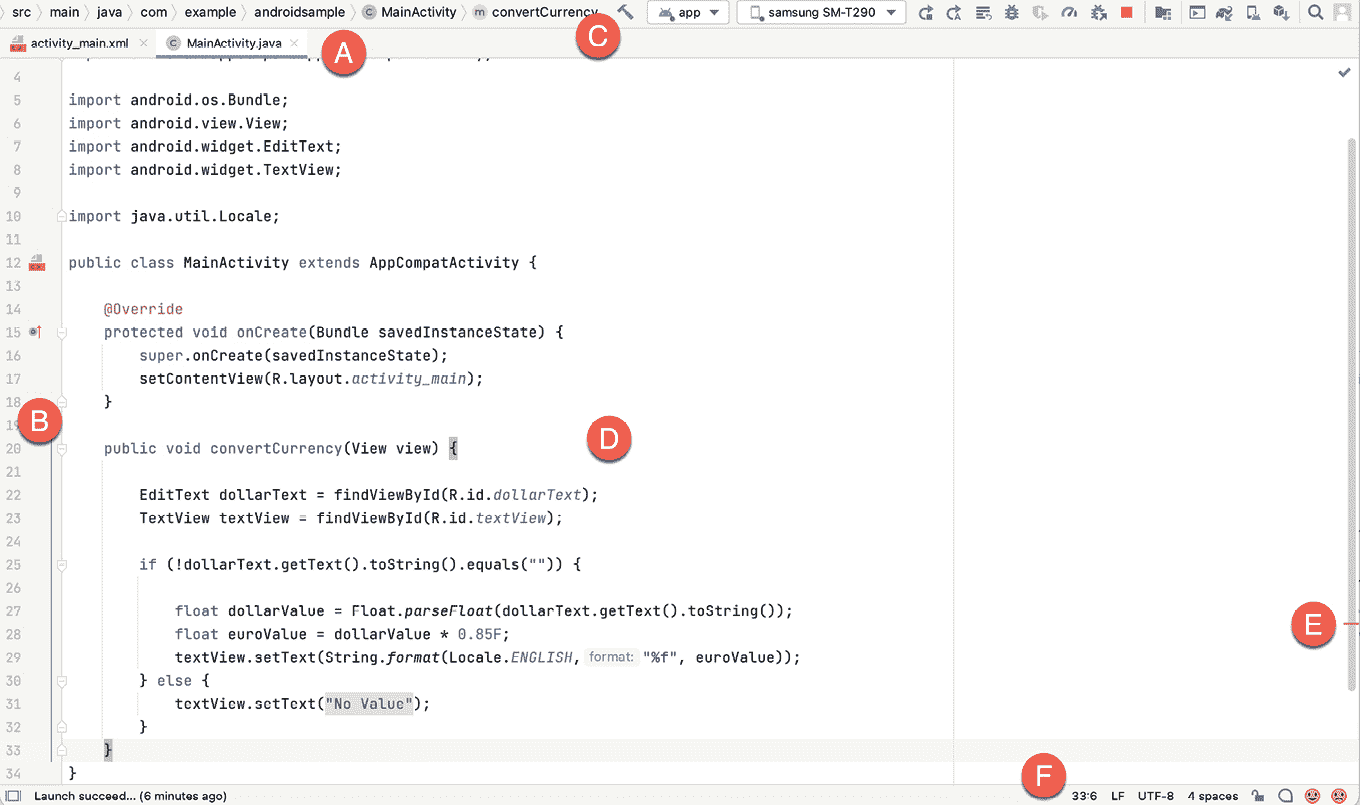 src main java com example androidsample C MainActivity m convertCurrency app samsung SM-T290
activity_main.xml C MainActivity.java
A
C
4
5 import android.os.Bundle;
6 import android.view.View;
7 import android.widget.EditText;
8 import android.widget.TextView;
9
10 import java.util.Locale;
11
12 public class MainActivity extends AppCompatActivity {
13
14 @Override
15 protected void onCreate(Bundle savedInstanceState) {
16 super.onCreate(savedInstanceState);
17 setContentView(R.layout.activity_main);
18 }
B
19
D
20 public void convertCurrency(View view) {
21
22 EditText dollarText = findViewById(R.id.dollarText);
23 TextView textView = findViewById(R.id.textView);
24
25 if (!dollarText.getText().toString().equals("")) {
26
27 float dollarValue = Float.parseFloat(dollarText.getText().toString());
28 float euroValue = dollarValue * 0.85F;
E
29 textView.setText(String.format(Locale.ENGLISH, format: "%f", euroValue));
30 } else {
31 textView.setText("No Value");
32 }
33 }
34 }
F
Launch succeed... (6 minutes ago) 33:6 LF UTF-8 4 spaces